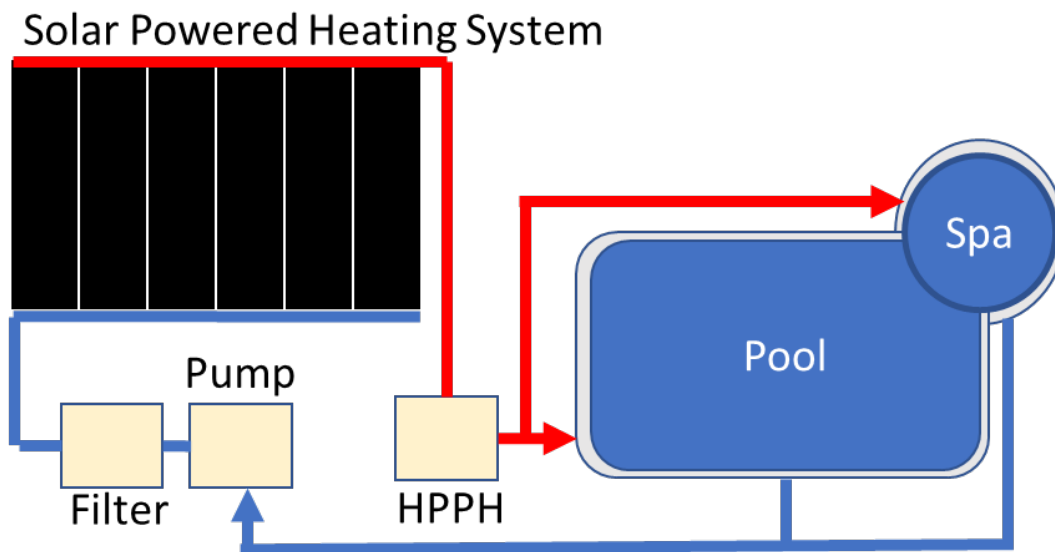 Solar Powered Heating System
Spa
Pool
Pump
Filter
HPPH